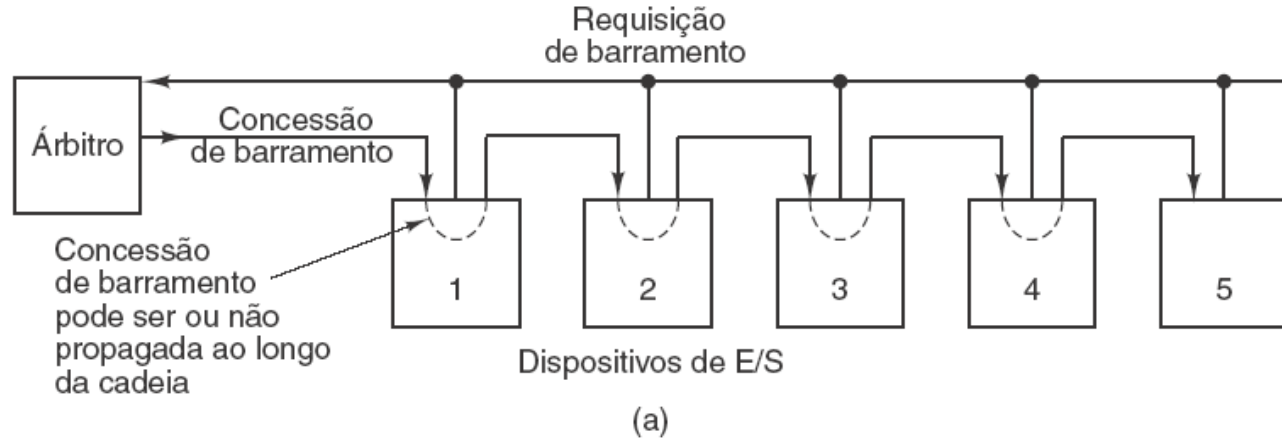 Requisição
de barramento
Árbitro
Concessão
de barramento
Concessão
de barramento
pode ser ou não
propagada ao longo
da cadeia
1
2
3
4
5
Dispositivos de E/S
(a)